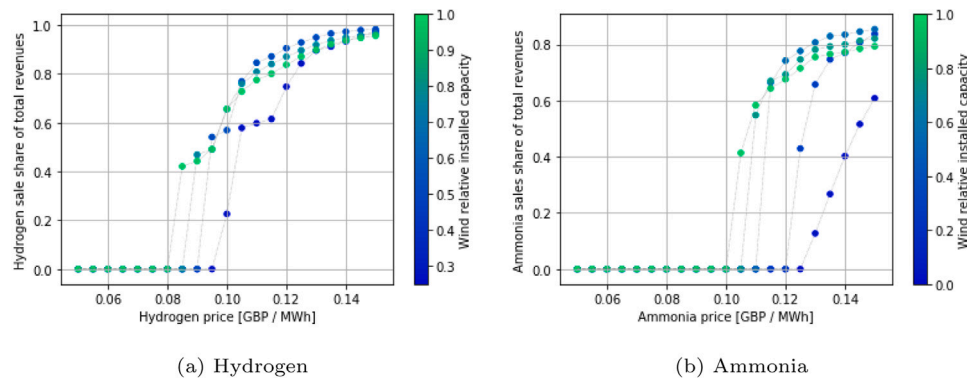 1.0
0.8
0.6
0.4
0.2
0.0
Hydrogen sale share of total revenues
0.06 0.08 0.10 0.12 0.14
Hydrogen price [GBP / MWh]
1.0
0.9
0.8
0.7
0.6
0.5
0.4
0.3
Wind relative installed capacity
(a) Hydrogen
0.8
0.6
0.4
0.2
0.0
Ammonia sales share of total revenues
0.06 0.08 0.10 0.12 0.14
Ammonia price [GBP / MWh]
1.0
0.8
0.6
0.4
0.2
0.0
Wind relative installed capacity
(b) Ammonia